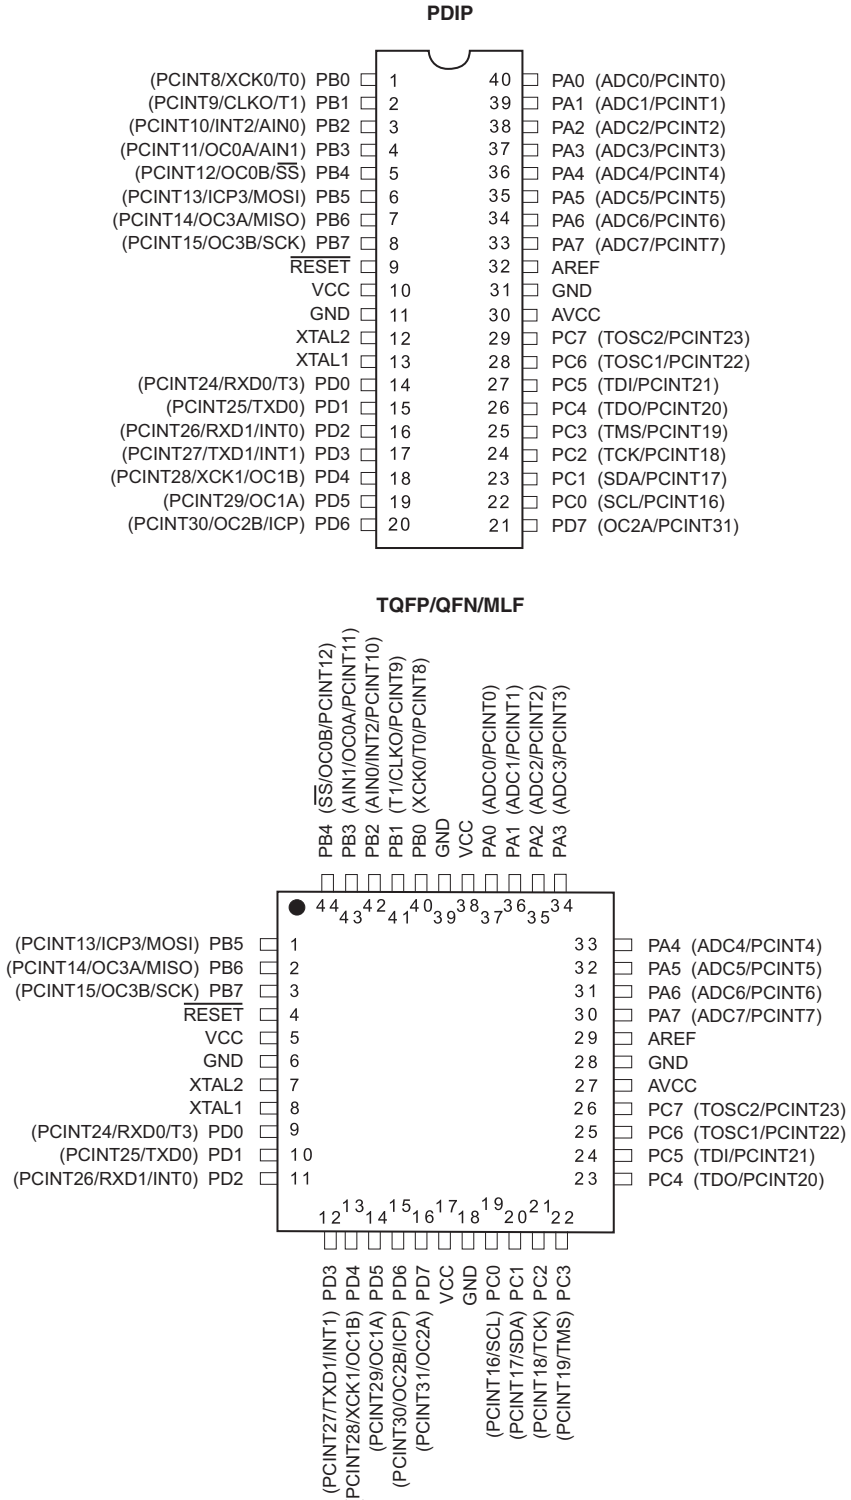 PDIP
(PCINT8/XCK0/T0) PB0 1 40 PA0 (ADC0/PCINT0)
(PCINT9/CLKO/T1) PB1 2 39 PA1 (ADC1/PCINT1)
(PCINT10/INT2/AIN0) PB2 3 38 PA2 (ADC2/PCINT2)
(PCINT11/OC0A/AIN1) PB3 4 37 PA3 (ADC3/PCINT3)
(PCINT12/OC0B/SS) PB4 5 36 PA4 (ADC4/PCINT4)
(PCINT13/ICP3/MOSI) PB5 6 35 PA5 (ADC5/PCINT5)
(PCINT14/OC3A/MISO) PB6 7 34 PA6 (ADC6/PCINT6)
(PCINT15/OC3B/SCK) PB7 8 33 PA7 (ADC7/PCINT7)
RESET 9 32 AREF
VCC 10 31 GND
GND 11 30 AVCC
XTAL2 12 29 PC7 (TOSC2/PCINT23)
XTAL1 13 28 PC6 (TOSC1/PCINT22)
(PCINT24/RXD0/T3) PD0 14 27 PC5 (TDI/PCINT21)
(PCINT25/TXD0) PD1 15 26 PC4 (TDO/PCINT20)
(PCINT26/RXD1/INT0) PD2 16 25 PC3 (TMS/PCINT19)
(PCINT27/TXD1/INT1) PD3 17 24 PC2 (TCK/PCINT18)
(PCINT28/XCK1/OC1B) PD4 18 23 PC1 (SDA/PCINT17)
(PCINT29/OC1A) PD5 19 22 PC0 (SCL/PCINT16)
(PCINT30/OC2B/ICP) PD6 20 21 PD7 (OC2A/PCINT31)
TQFP/QFN/MLF
PB4 (SS/OC0B/PCINT12)
PB3 (AIN1/OC0A/PCINT11)
PB2 (AIN0/INT2/PCINT10)
PB1 (T1/CLKO/PCINT9)
PB0 (XCK0/T0/PCINT8)
GND
VCC
PA0 (ADC0/PCINT0)
PA1 (ADC1/PCINT1)
PA2 (ADC2/PCINT2)
PA3 (ADC3/PCINT3)
44 43 42 41 40 39 38 37 36 35 34
(PCINT13/ICP3/MOSI) PB5 1 33 PA4 (ADC4/PCINT4)
(PCINT14/OC3A/MISO) PB6 2 32 PA5 (ADC5/PCINT5)
(PCINT15/OC3B/SCK) PB7 3 31 PA6 (ADC6/PCINT6)
RESET 4 30 PA7 (ADC7/PCINT7)
VCC 5 29 AREF
GND 6 28 GND
XTAL2 7 27 AVCC
XTAL1 8 26 PC7 (TOSC2/PCINT23)
(PCINT24/RXD0/T3) PD0 9 25 PC6 (TOSC1/PCINT22)
(PCINT25/TXD0) PD1 10 24 PC5 (TDI/PCINT21)
(PCINT26/RXD1/INT0) PD2 11 23 PC4 (TDO/PCINT20)
12 13 14 15 16 17 18 19 20 21 22
(PCINT27/TXD1/INT1) PD3
PCINT28/XCK1/OC1B) PD4
(PCINT29/OC1A) PD5
(PCINT30/OC2B/ICP) PD6
(PCINT31/OC2A) PD7
VCC
GND
(PCINT16/SCL) PC0
(PCINT17/SDA) PC1
(PCINT18/TCK) PC2
(PCINT19/TMS) PC3